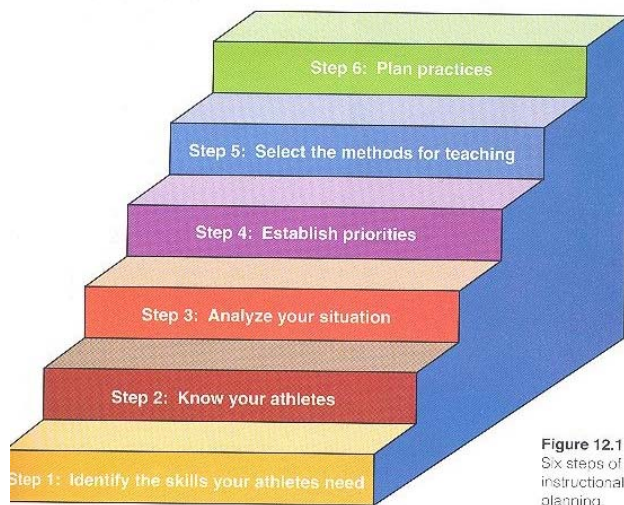 Step 6: Plan practices
Step 5: Select the methods for teaching
Step 4: Establish priorities
Step 3: Analyze your situation
Step 2: Know your athletes
Step 1: Identify the skills your athletes need
Figure 12.1
Six steps of
instructional
planning.